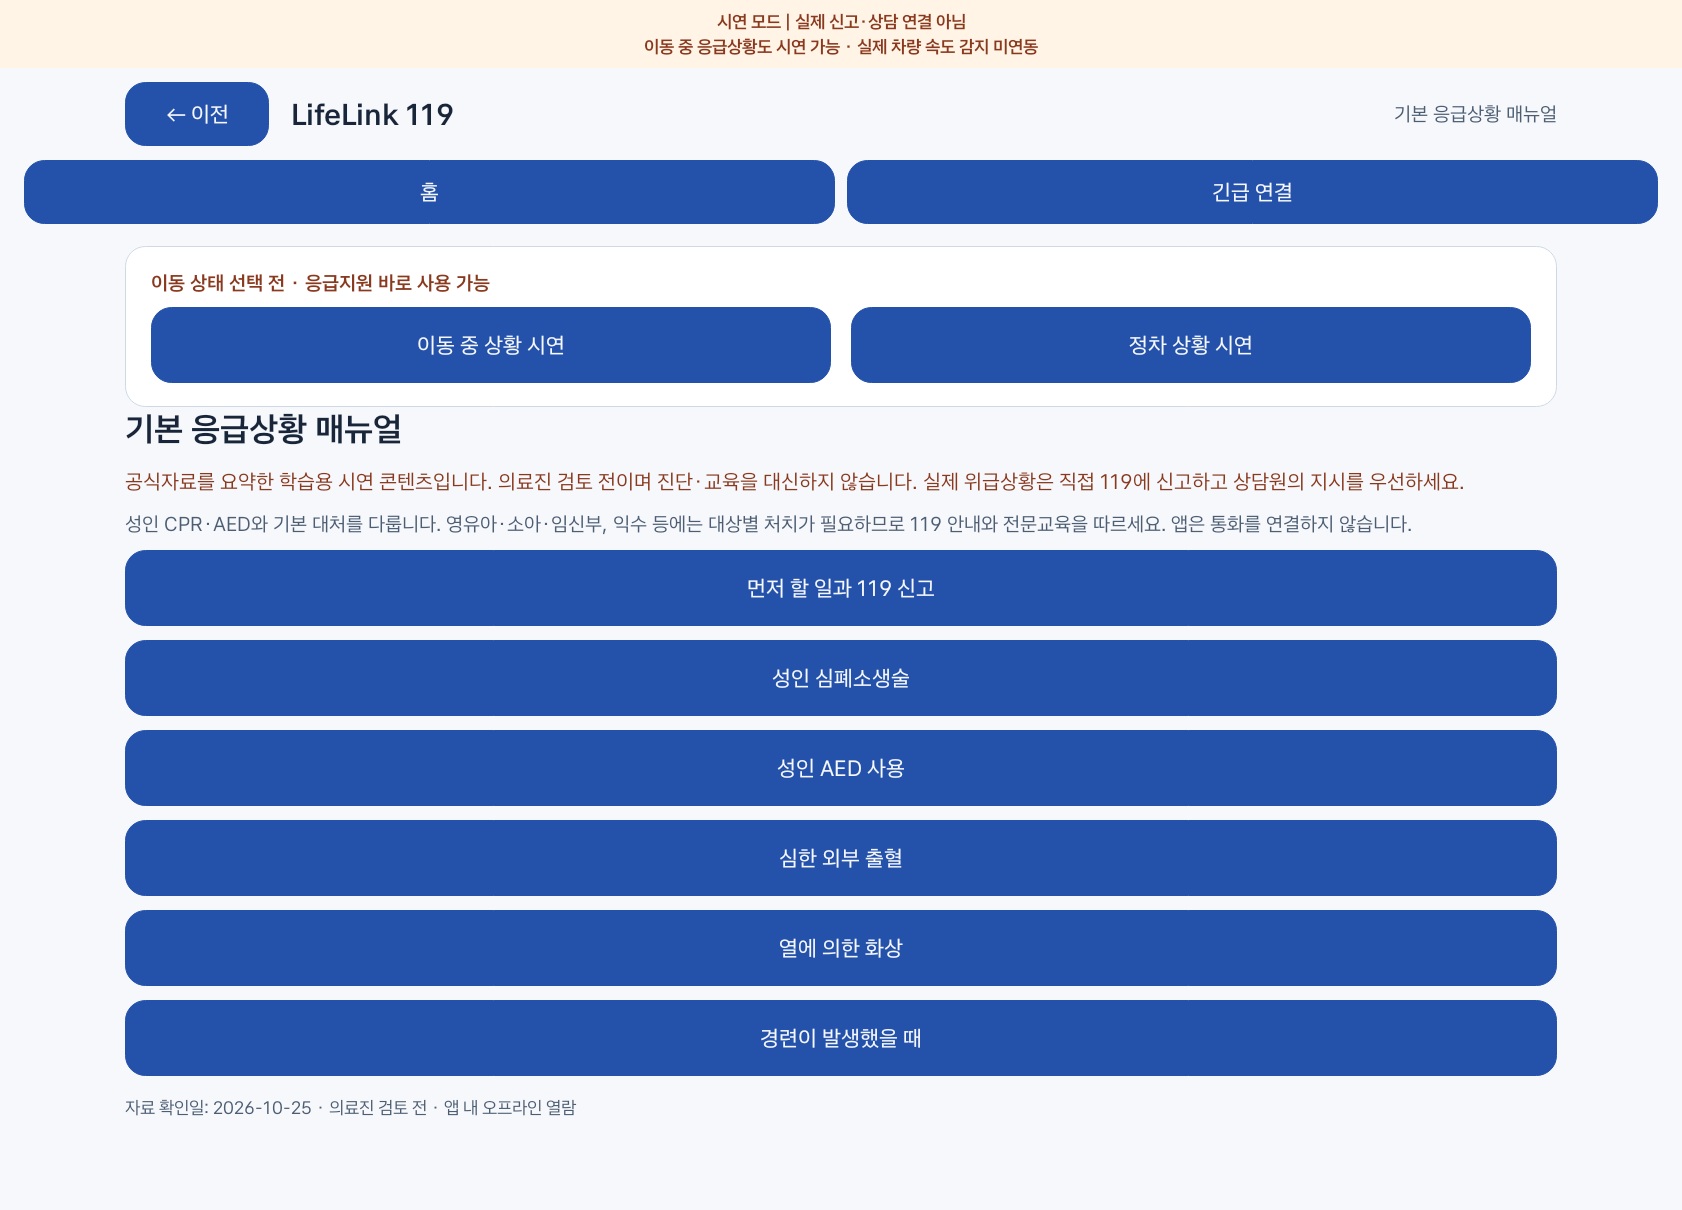 시연 모드 | 실제 신고·상담 연결 아님
이동 중 응급상황도 시연 가능 · 실제 차량 속도 감지 미연동
← 이전
LifeLink 119
기본 응급상황 매뉴얼
홈
긴급 연결
이동 상태 선택 전 · 응급지원 바로 사용 가능
이동 중 상황 시연
정차 상황 시연
기본 응급상황 매뉴얼
공식자료를 요약한 학습용 시연 콘텐츠입니다. 의료진 검토 전이며 진단·교육을 대신하지 않습니다. 실제 위급상황은 직접 119에 신고하고 상담원의 지시를 우선하세요.
성인 CPR·AED와 기본 대처를 다룹니다. 영유아·소아·임신부, 익수 등에는 대상별 처치가 필요하므로 119 안내와 전문교육을 따르세요. 앱은 통화를 연결하지 않습니다.
먼저 할 일과 119 신고
성인 심폐소생술
성인 AED 사용
심한 외부 출혈
열에 의한 화상
경련이 발생했을 때
자료 확인일: 2026-10-25 · 의료진 검토 전 · 앱 내 오프라인 열람